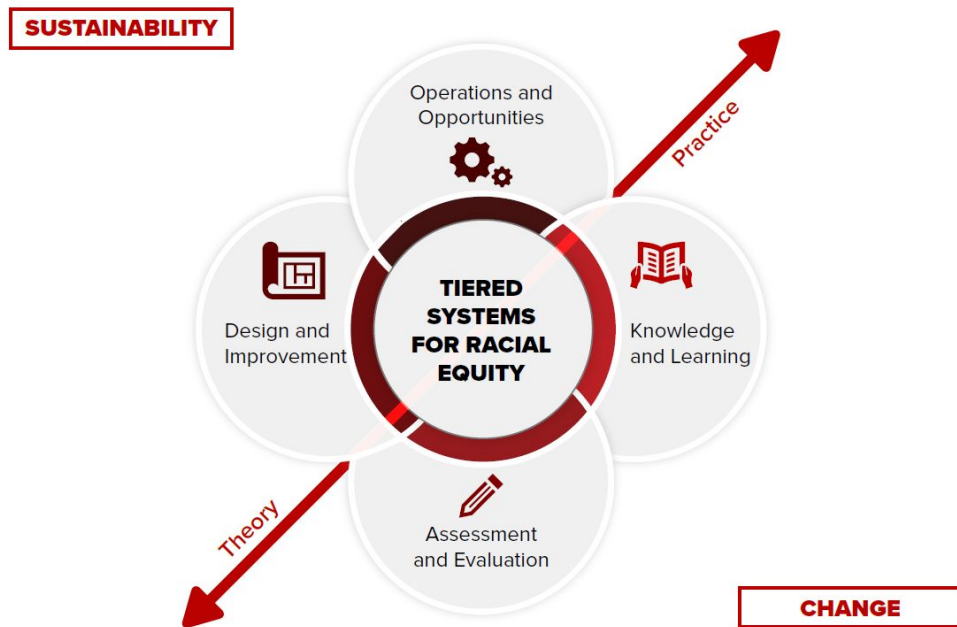 SUSTAINABILITY
Operations and
Opportunities
Practice
Design and
Improvement
TIERED
SYSTEMS
FOR RACIAL
EQUITY
Knowledge
and Learning
Theory
Assessment
and Evaluation
CHANGE